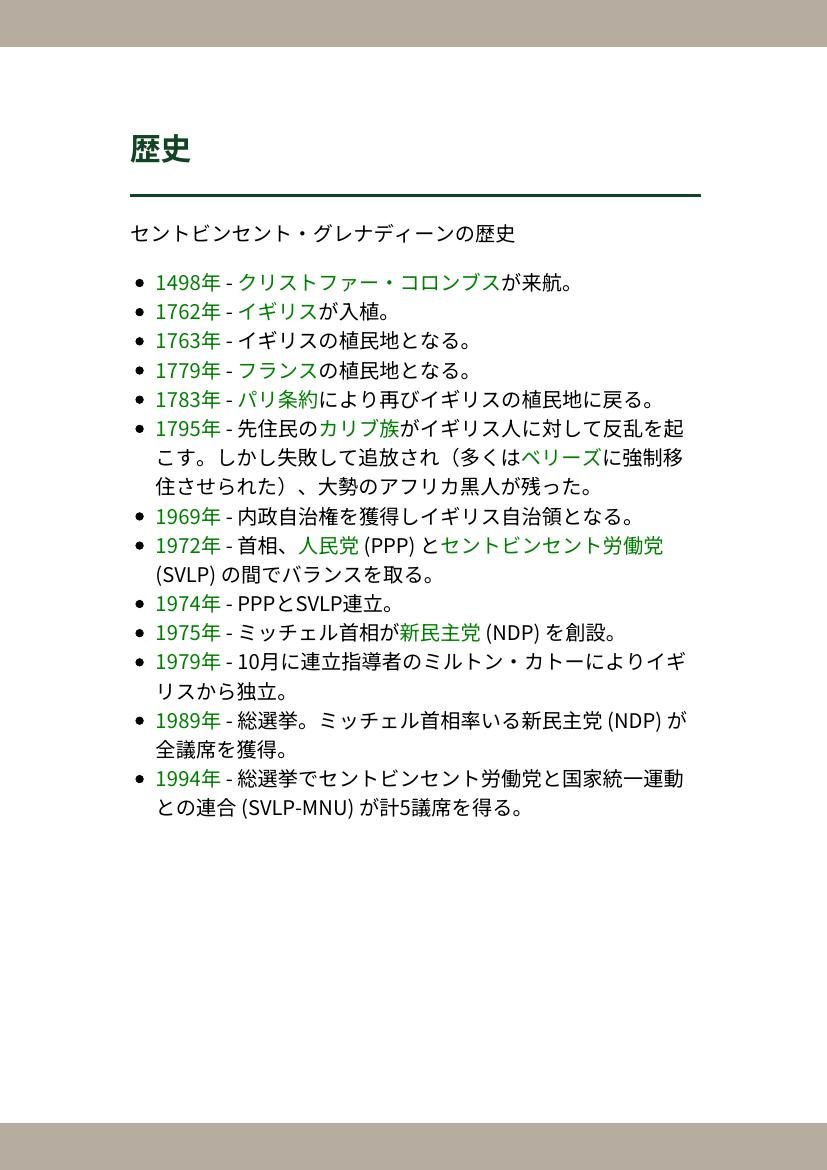 歴史
セントビンセント・グレナディーンの歴史
1498年 - クリストファー・コロンブスが来航。
1762年 - イギリスが入植。
1763年 - イギリスの植民地となる。
1779年 - フランスの植民地となる。
1783年 - パリ条約により再びイギリスの植民地に戻る。
1795年 - 先住民のカリブ族がイギリス人に対して反乱を起
こす。しかし失敗して追放され（多くはベリーズに強制移
住させられた）、大勢のアフリカ黒人が残った。
1969年 - 内政自治権を獲得しイギリス自治領となる。
1972年 - 首相、人民党 (PPP) とセントビンセント労働党
(SVLP) の間でバランスを取る。
1974年 - PPPとSVLP連立。
1975年 - ミッチェル首相が新民主党 (NDP) を創設。
1979年 - 10月に連立指導者のミルトン・カトーによりイギ
リスから独立。
1989年 - 総選挙。ミッチェル首相率いる新民主党 (NDP) が
全議席を獲得。
1994年 - 総選挙でセントビンセント労働党と国家統一運動
との連合 (SVLP-MNU) が計5議席を得る。